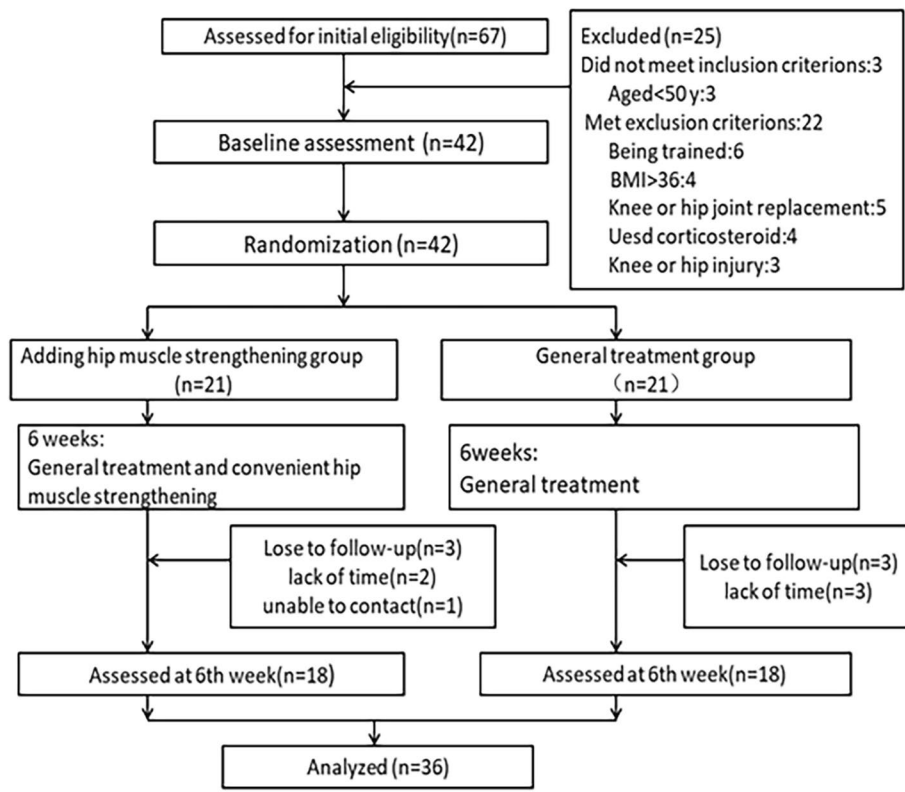 Assessed for initial eligibility(n=67)
Excluded (n=25)
Did not meet inclusion criterions:3
Aged<50 y:3
Met exclusion criterions:22
Being trained:6
BMI>36:4
Knee or hip joint replacement:5
Uesd corticosteroid:4
Knee or hip injury:3
Baseline assessment (n=42)
Randomization (n=42)
Adding hip muscle strengthening group
(n=21)
General treatment group
（n=21）
6 weeks:
General treatment and convenient hip
muscle strengthening
6weeks:
General treatment
Lose to follow-up(n=3)
lack of time(n=2)
unable to contact(n=1)
Lose to follow-up(n=3)
lack of time(n=3)
Assessed at 6th week(n=18)
Assessed at 6th week(n=18)
Analyzed (n=36)